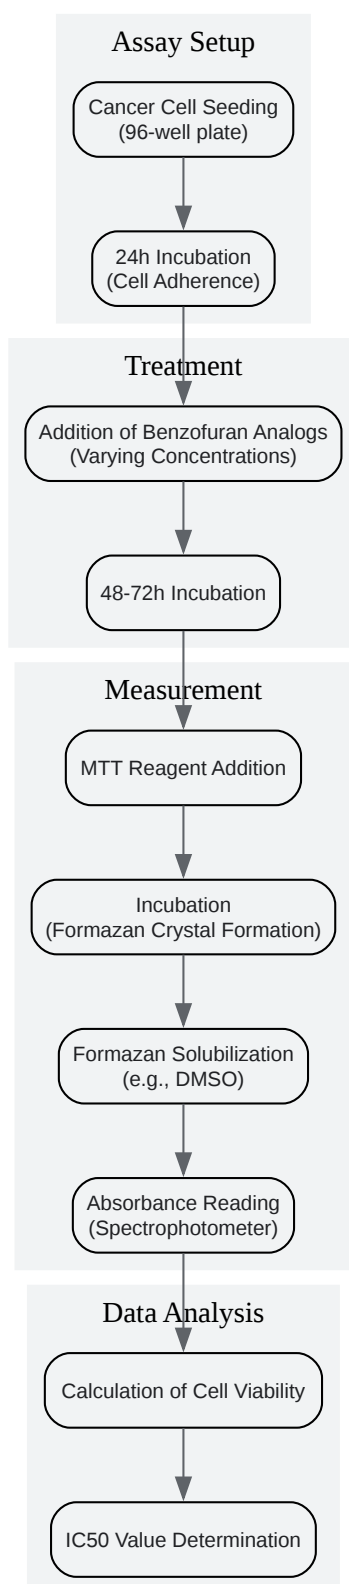 Assay Setup
Cancer Cell Seeding
(96-well plate)
24h Incubation
(Cell Adherence)
Treatment
Addition of Benzofuran Analogs
(Varying Concentrations)
48-72h Incubation
Measurement
MTT Reagent Addition
Incubation
(Formazan Crystal Formation)
Formazan Solubilization
(e.g., DMSO)
Absorbance Reading
(Spectrophotometer)
Data Analysis
Calculation of Cell Viability
IC50 Value Determination